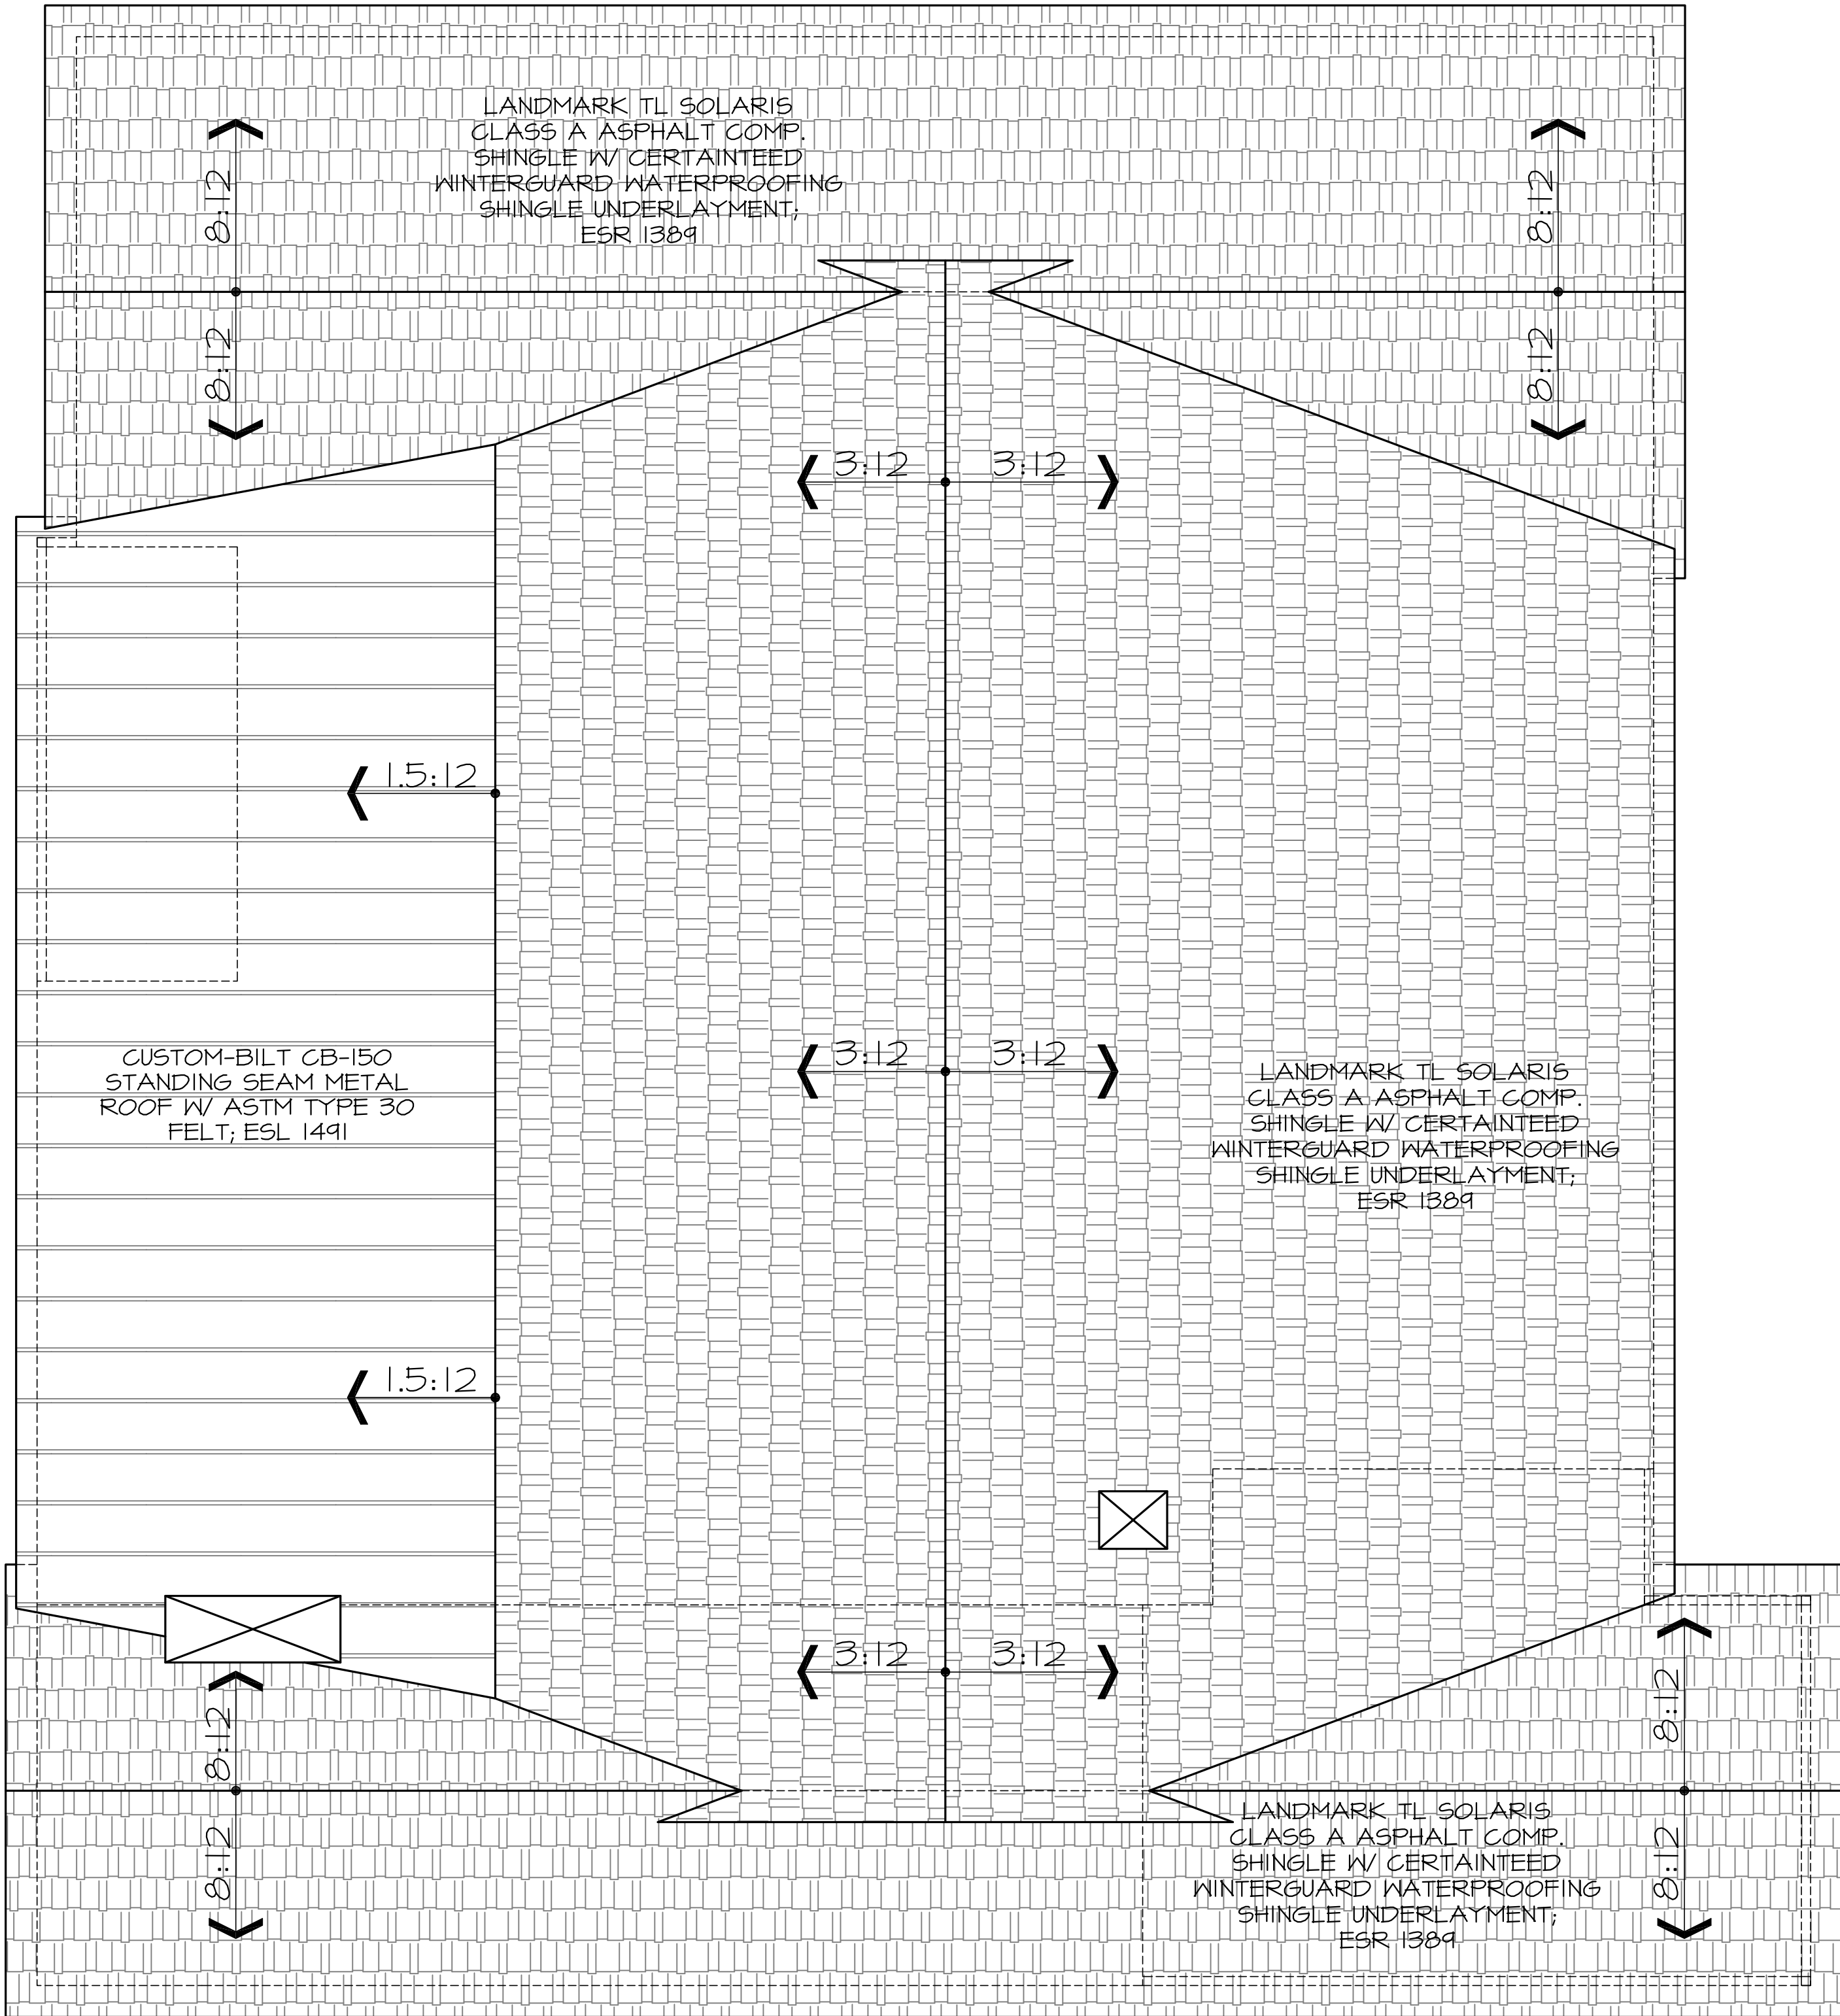 LANDMARK TL SOLARIS
CLASS A ASPHALT COMP.
SHINGLE W/ CERTAINTEED
WINTERGUARD WATERPROOFING
SHINGLE UNDERLAYMENT;
ESR 1389
8:12
8:12
8:12
8:12
3:12
3:12
1.5:12
CUSTOM-BILT CB-150
STANDING SEAM METAL
ROOF W/ ASTM TYPE 30
FELT; ESL 1491
3:12
3:12
LANDMARK TL SOLARIS
CLASS A ASPHALT COMP.
SHINGLE W/ CERTAINTEED
WINTERGUARD WATERPROOFING
SHINGLE UNDERLAYMENT;
ESR 1389
1.5:12
3:12
3:12
8:12
8:12
8:12
8:12
LANDMARK TL SOLARIS
CLASS A ASPHALT COMP.
SHINGLE W/ CERTAINTEED
WINTERGUARD WATERPROOFING
SHINGLE UNDERLAYMENT;
ESR 1389